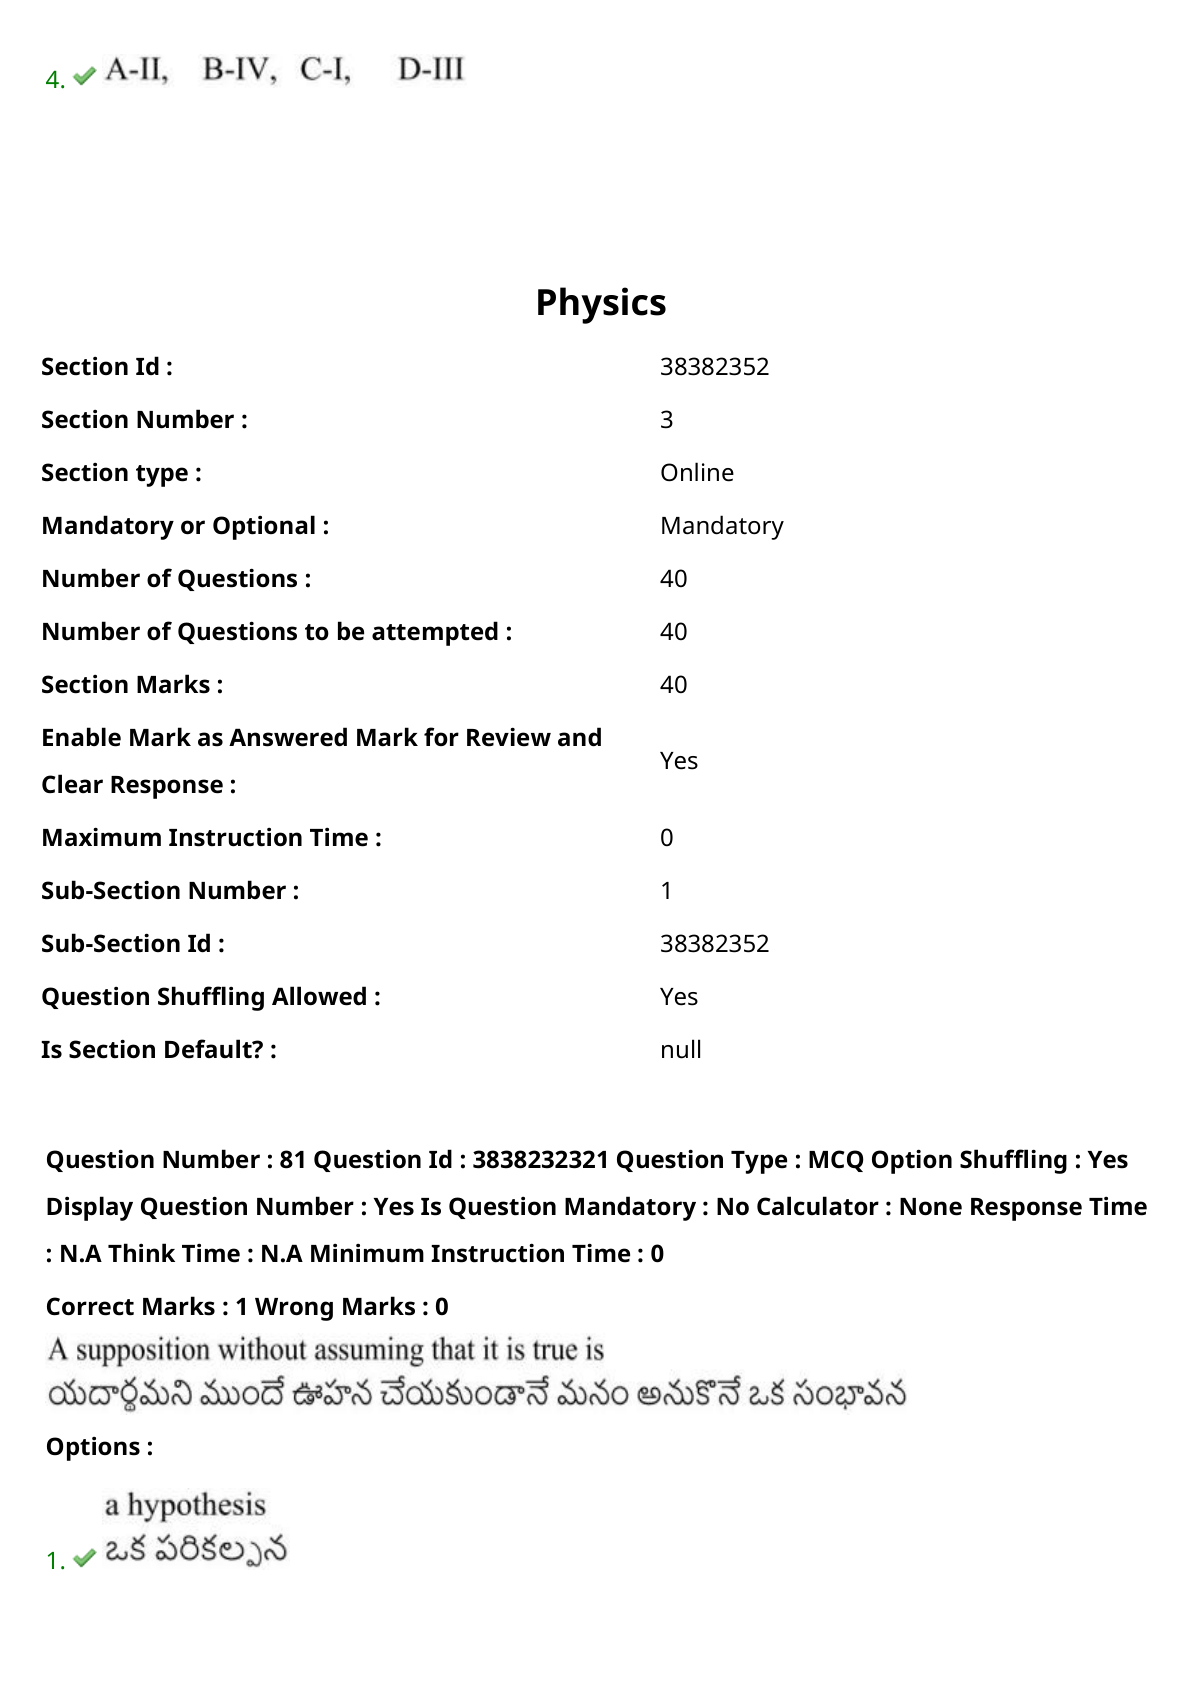 4. A-II, B-IV, C-I, D-III
Physics
Section Id : 38382352
Section Number : 3
Section type : Online
Mandatory or Optional : Mandatory
Number of Questions : 40
Number of Questions to be attempted : 40
Section Marks : 40
Enable Mark as Answered Mark for Review and
Clear Response : Yes
Maximum Instruction Time : 0
Sub-Section Number : 1
Sub-Section Id : 38382352
Question Shuffling Allowed : Yes
Is Section Default? : null
Question Number : 81 Question Id : 3838232321 Question Type : MCQ Option Shuffling : Yes
Display Question Number : Yes Is Question Mandatory : No Calculator : None Response Time
: N.A Think Time : N.A Minimum Instruction Time : 0
Correct Marks : 1 Wrong Marks : 0
A supposition without assuming that it is true is
యదార్థమని ముందే ఊహన చేయకుండానే మనం అనుకొనే ఒక సంభావన
Options :
a hypothesis
1. ఒక పరికల్పన